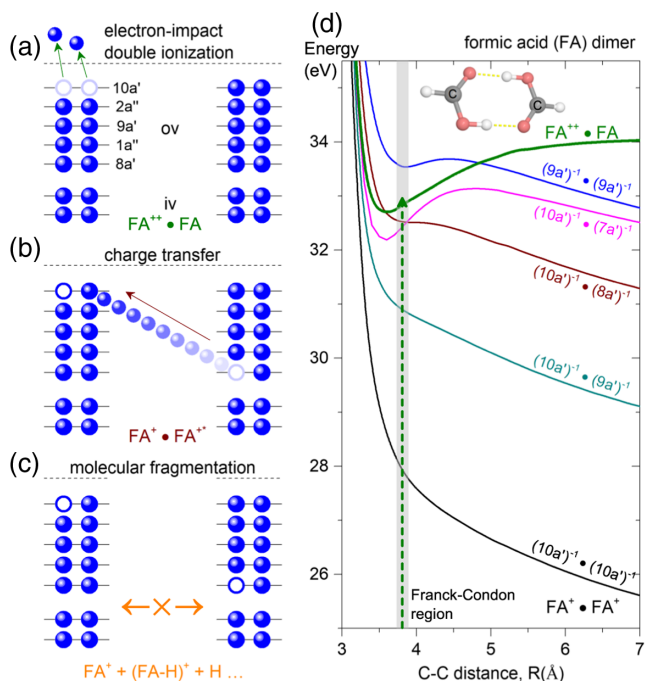 (a)
electron-impact
double ionization
10a'
2a"
9a'
1a"
8a'
ov
iv
FA⁺⁺ • FA
(b)
charge transfer
FA⁺ • FA⁺*
(c)
molecular fragmentation
FA⁺ + (FA-H)⁺ + H ...
(d)
Energy
(eV)
formic acid (FA) dimer
C
C
FA⁺⁺ • FA
(9a')⁻¹ • (9a')⁻¹
(10a')⁻¹ • (7a')⁻¹
(10a')⁻¹ • (8a')⁻¹
(10a')⁻¹ • (9a')⁻¹
(10a')⁻¹ • (10a')⁻¹
FA⁺ • FA⁺
Franck-Condon
region
34
32
30
28
26
3
4
5
6
7
C-C distance, R(Å)